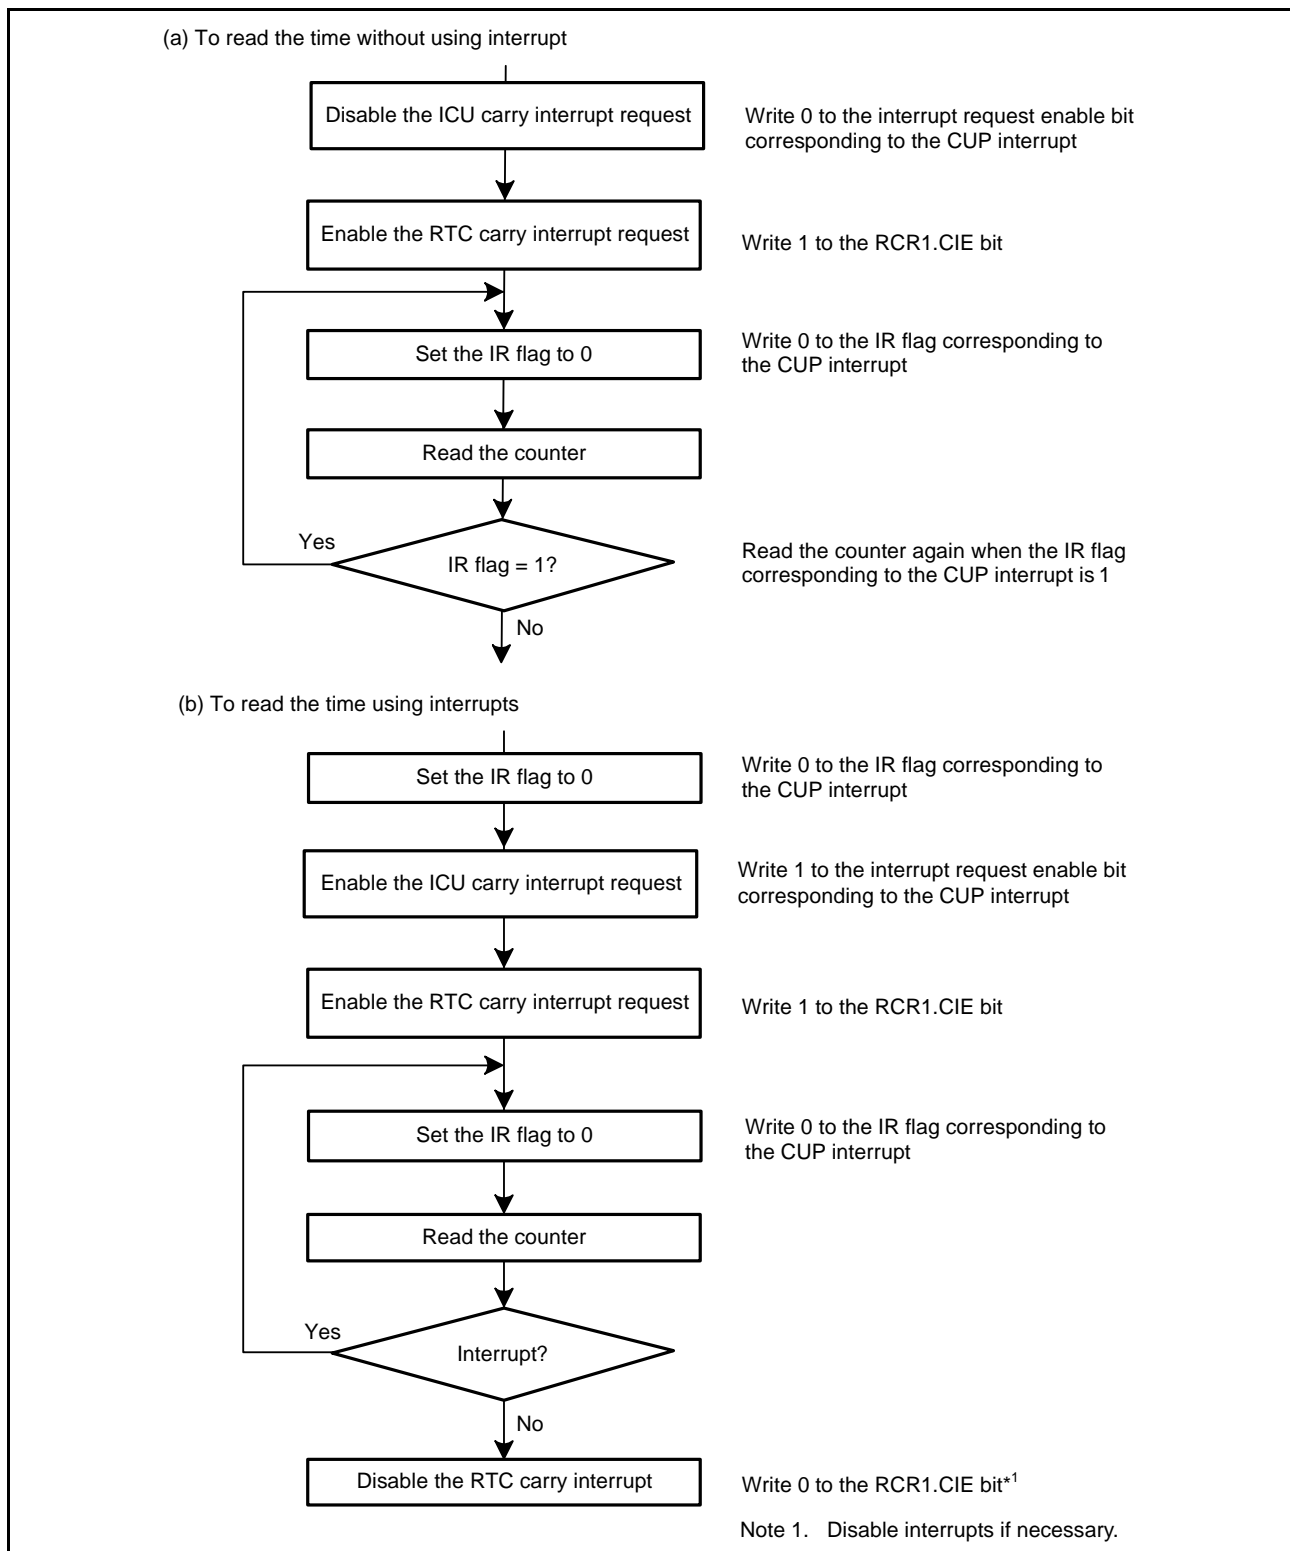 (a) To read the time without using interrupt
Disable the ICU carry interrupt request
Write 0 to the interrupt request enable bit
corresponding to the CUP interrupt
Enable the RTC carry interrupt request
Write 1 to the RCR1.CIE bit
Set the IR flag to 0
Write 0 to the IR flag corresponding to
the CUP interrupt
Read the counter
Yes
IR flag = 1?
Read the counter again when the IR flag
corresponding to the CUP interrupt is 1
No
(b) To read the time using interrupts
Set the IR flag to 0
Write 0 to the IR flag corresponding to
the CUP interrupt
Enable the ICU carry interrupt request
Write 1 to the interrupt request enable bit
corresponding to the CUP interrupt
Enable the RTC carry interrupt request
Write 1 to the RCR1.CIE bit
Set the IR flag to 0
Write 0 to the IR flag corresponding to
the CUP interrupt
Read the counter
Yes
Interrupt?
No
Disable the RTC carry interrupt
Write 0 to the RCR1.CIE bit*1
Note 1. Disable interrupts if necessary.